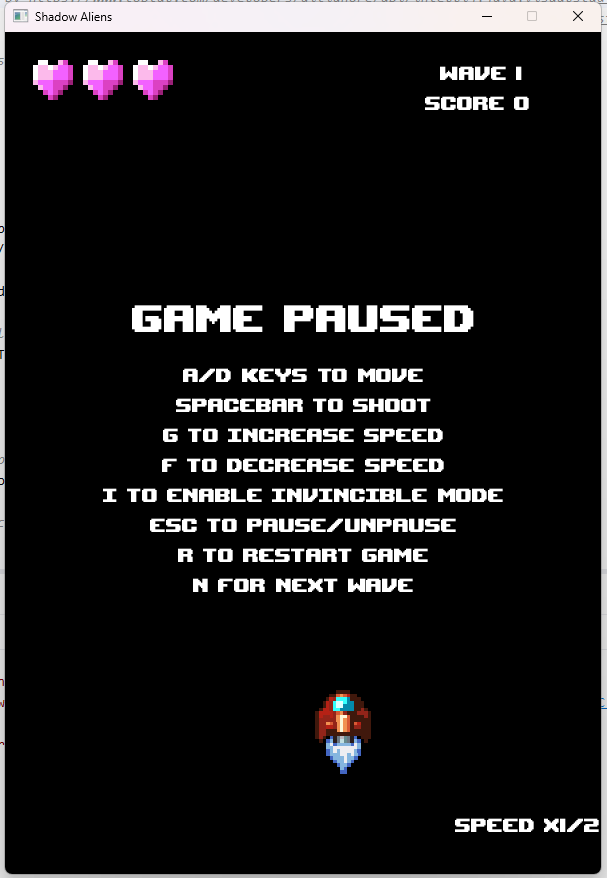 Shadow Aliens
WAVE 1
SCORE 0
GAME PAUSED
A/D KEYS TO MOVE
SPACEBAR TO SHOOT
G TO INCREASE SPEED
F TO DECREASE SPEED
I TO ENABLE INVINCIBLE MODE
ESC TO PAUSE/UNPAUSE
R TO RESTART GAME
N FOR NEXT WAVE
SPEED X1/2